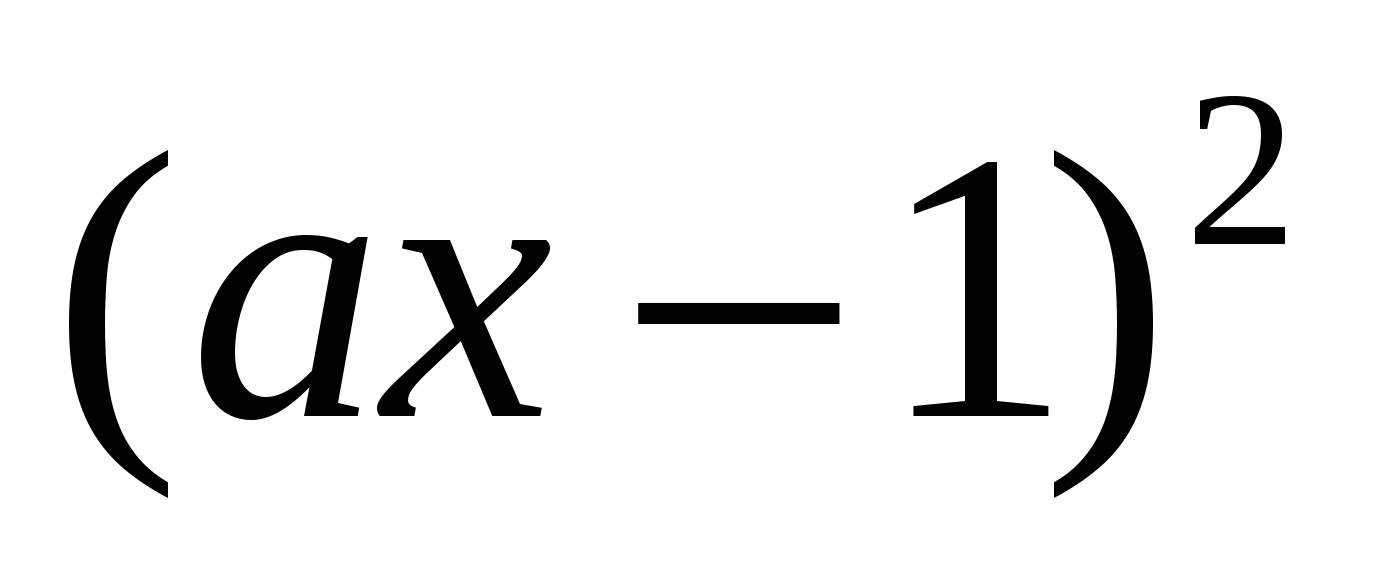 (ax − 1)²